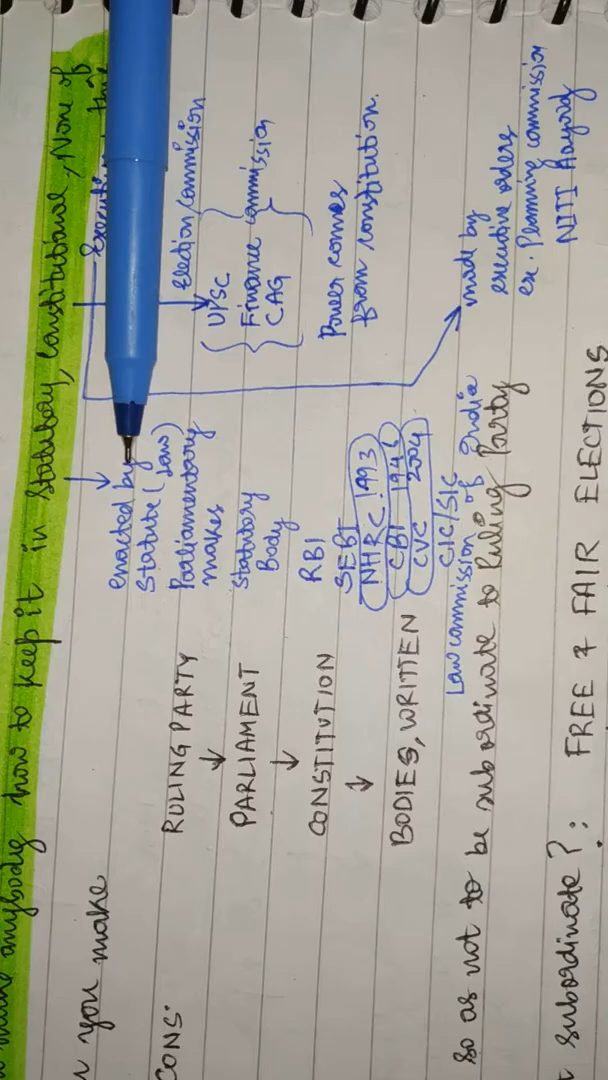 anybody how to keep it in Statutory, Constitutional, None of
n you make
CONS:
RULING PARTY
↓
PARLIAMENT
↓
CONSTITUTION
↓
BODIES, WRITTEN
enacted by
Statute (Law)
Parliamentary
makes
Statutory
Body
RBI
SEBI
NHRC 1993
CBI 1946
CVC 2004
CIC/SIC
Law commission of India
Election Commission
UPSC
Finance commission
CAG
Power comes
from constitution.
made by
executive orders
ex. Planning commission
NITI Aayog
so as not to be subordinate to Ruling Party
subordinate?: FREE & FAIR ELECTIONS